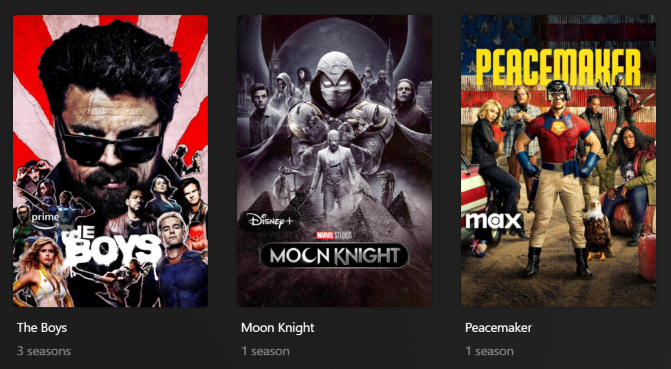 prime
THE
BOYS
The Boys
3 seasons
Disney+
MARVEL STUDIOS
MOON KNIGHT
Moon Knight
1 season
PEACEMAKER
max
Peacemaker
1 season